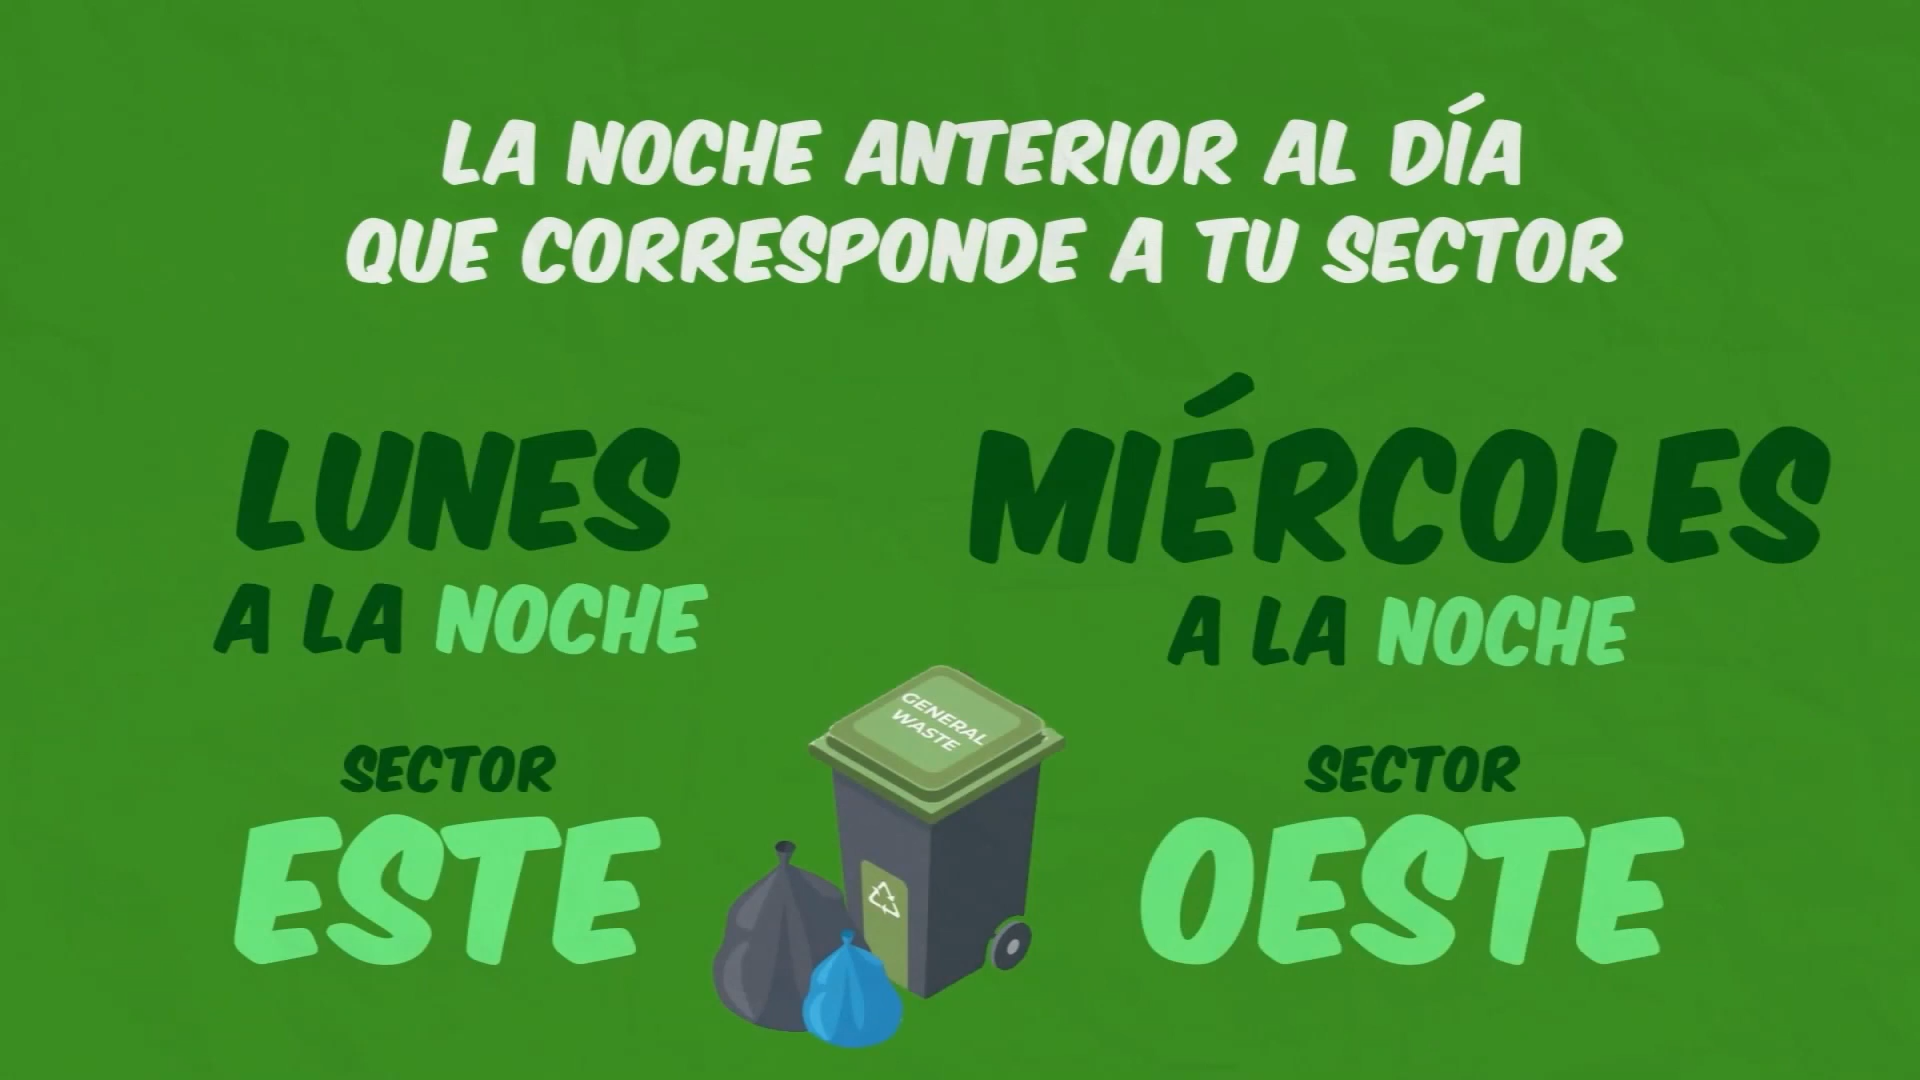 LA NOCHE ANTERIOR AL DÍA
QUE CORRESPONDE A TU SECTOR
LUNES
A LA NOCHE
SECTOR
ESTE
MIÉRCOLES
A LA NOCHE
SECTOR
OESTE
GENERAL
WASTE